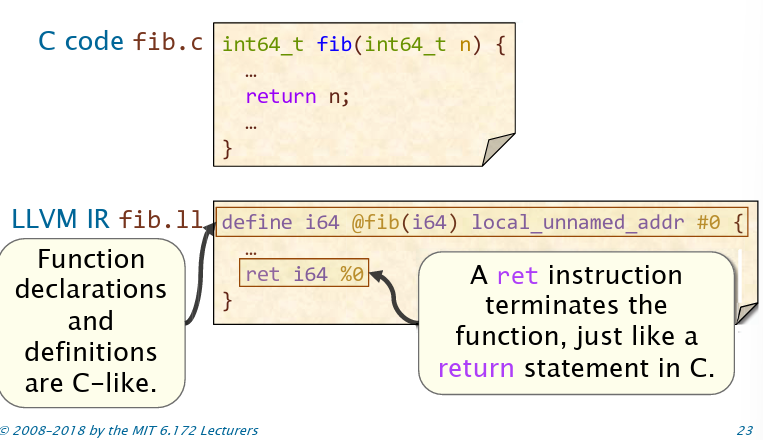 C code fib.c
int64_t fib(int64_t n) {
…
return n;
…
}
LLVM IR fib.ll
define i64 @fib(i64) local_unnamed_addr #0 {
…
ret i64 %0
}
Function
declarations
and
definitions
are C-like.
A ret instruction
terminates the
function, just like a
return statement in C.
© 2008–2018 by the MIT 6.172 Lecturers
23